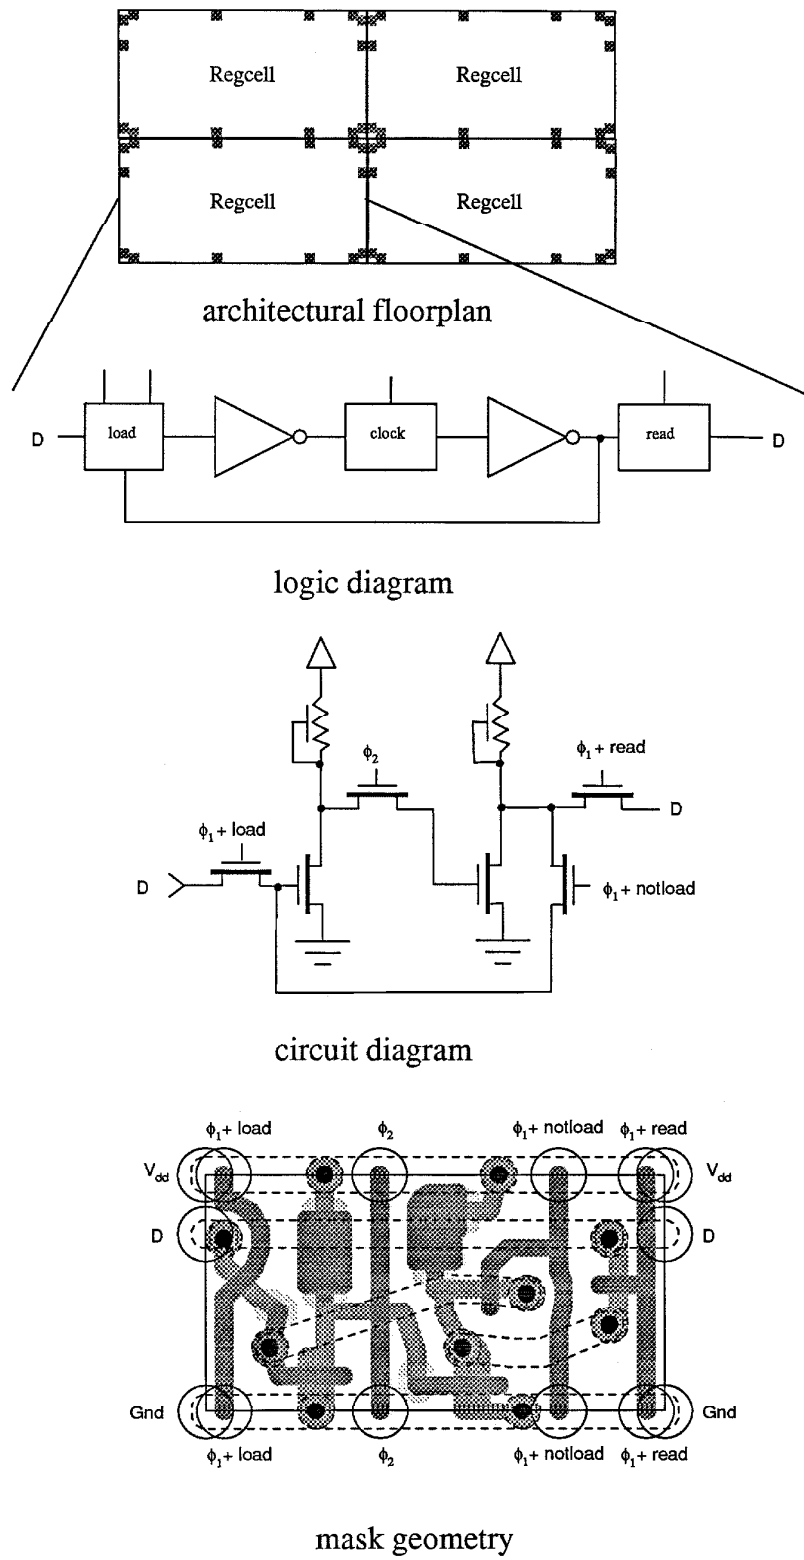 Regcell Regcell
Regcell Regcell
architectural floorplan
D load clock read D
logic diagram
ϕ₂ ϕ₁+ read
D
ϕ₁+ load
D ϕ₁+ notload
circuit diagram
ϕ₁+ load ϕ₂ ϕ₁+ notload ϕ₁+ read
V_dd V_dd
D D
Gnd Gnd
ϕ₁+ load ϕ₂ ϕ₁+ notload ϕ₁+ read
mask geometry